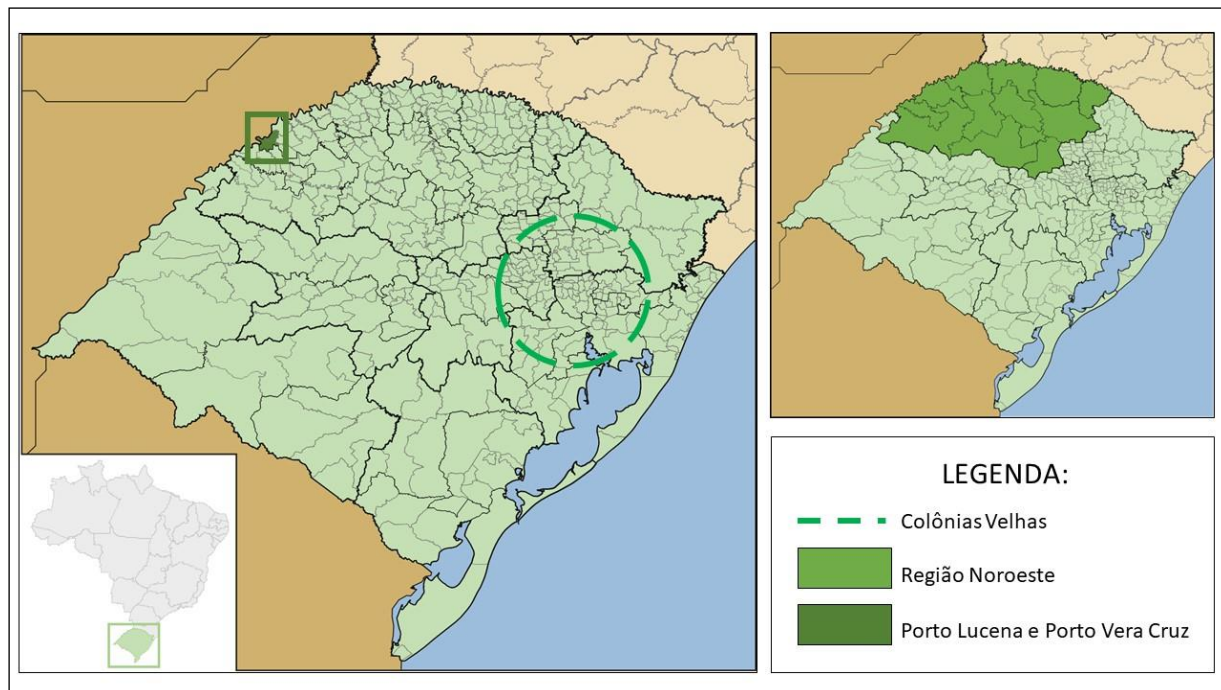 LEGENDA:
Colônias Velhas
Região Noroeste
Porto Lucena e Porto Vera Cruz